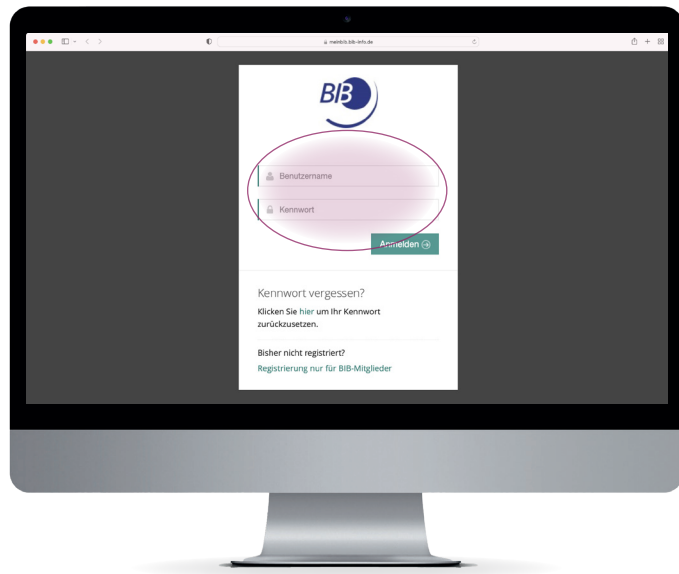 meinbib.bib-info.de
BIB
Benutzername
Kennwort
Anmelden
Kennwort vergessen?
Klicken Sie hier um Ihr Kennwort
zurückzusetzen.
Bisher nicht registriert?
Registrierung nur für BIB-Mitglieder